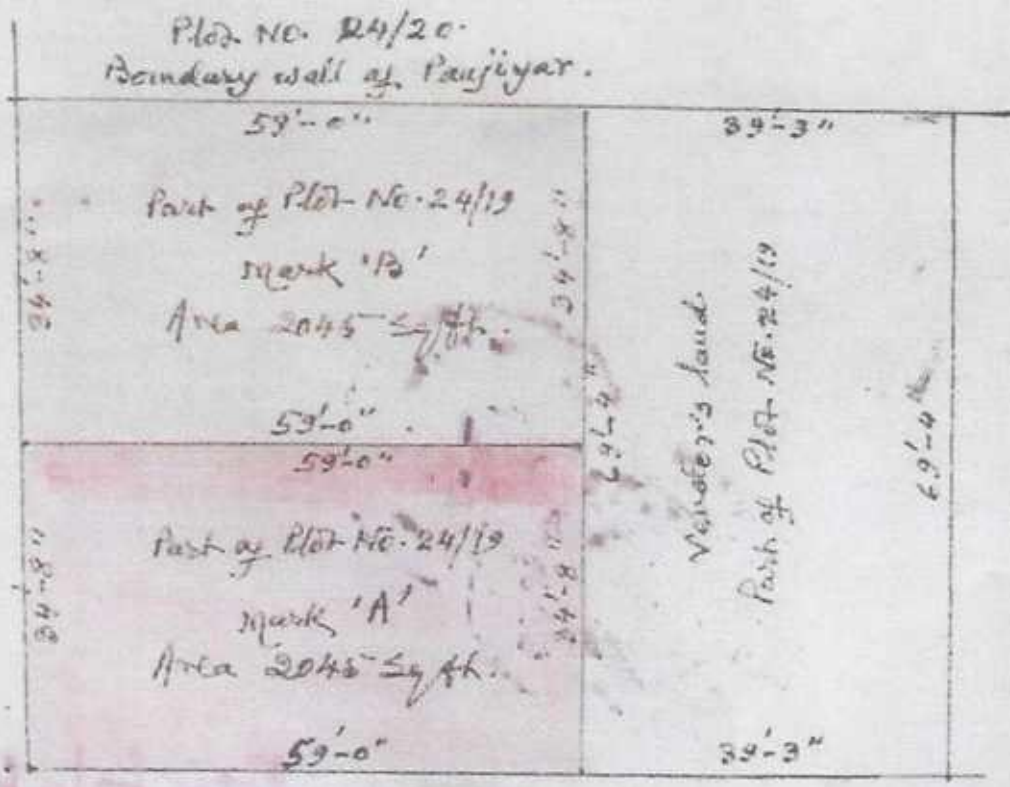 Plot No. 24/20.
Boundary wall of Panjiyar.
59'-0"
39'-3"
34'-8"
Part of Plot No. 24/19
mark 'B'
Area 2045 Sq ft.
34'-8"
59'-0"
59'-0"
69'-4"
Vendor's land
Part of Plot No. 24/19
69'-4"
34'-8"
Part of Plot No. 24/19
mark 'A'
Area 2045 Sq ft.
34'-8"
59'-0"
39'-3"